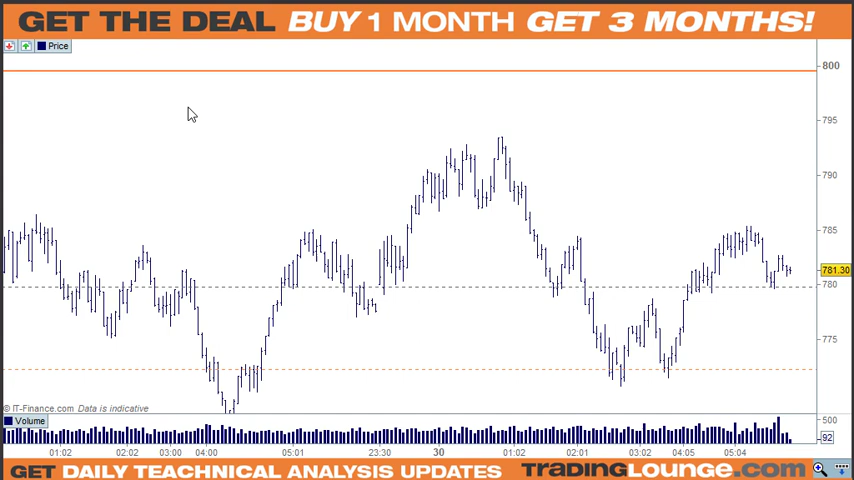 GET THE DEAL BUY 1 MONTH GET 3 MONTHS!
Price
800
795
790
785
781.30
780
775
© IT-Finance.com Data is indicative
Volume
500
92
01:02 02:02 03:00 04:00 05:01 23:30 30 01:02 02:01 03:02 04:05 05:04
GET DAILY TEACHNICAL ANALYSIS UPDATES TRADINGLOUNGE.COM